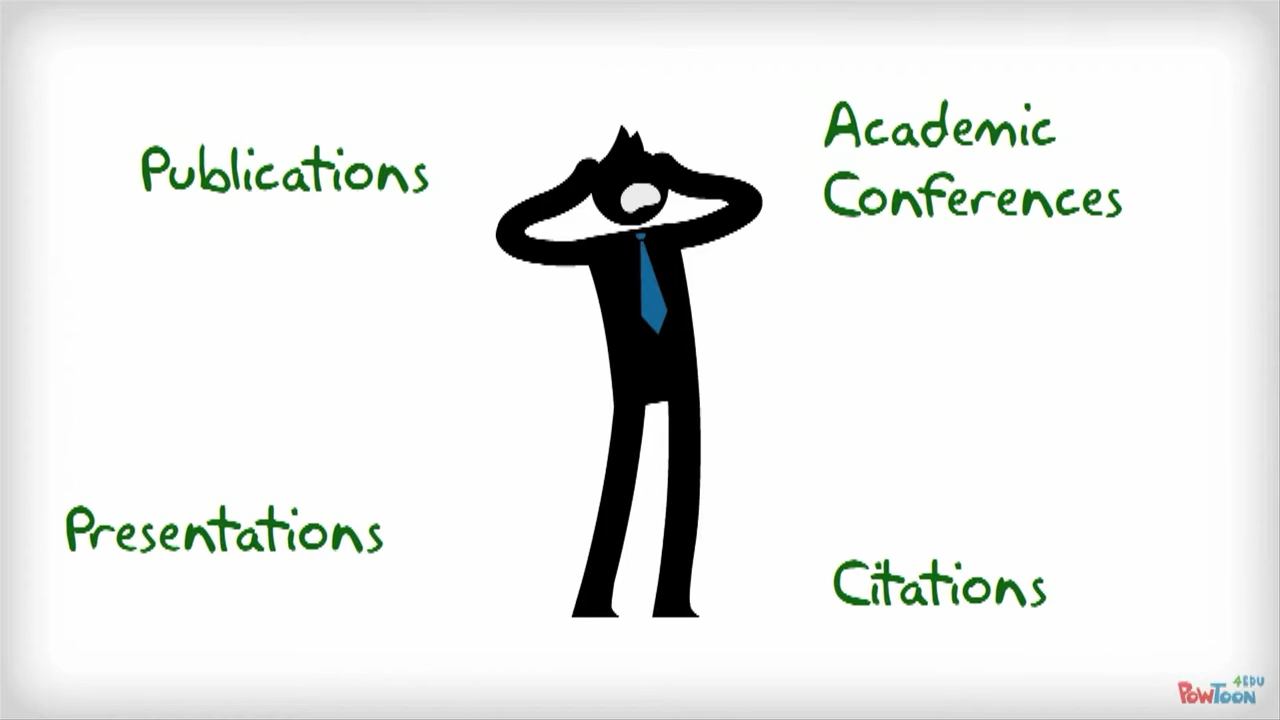 Publications
Academic
Conferences
Presentations
Citations
4EDU
POWTOON